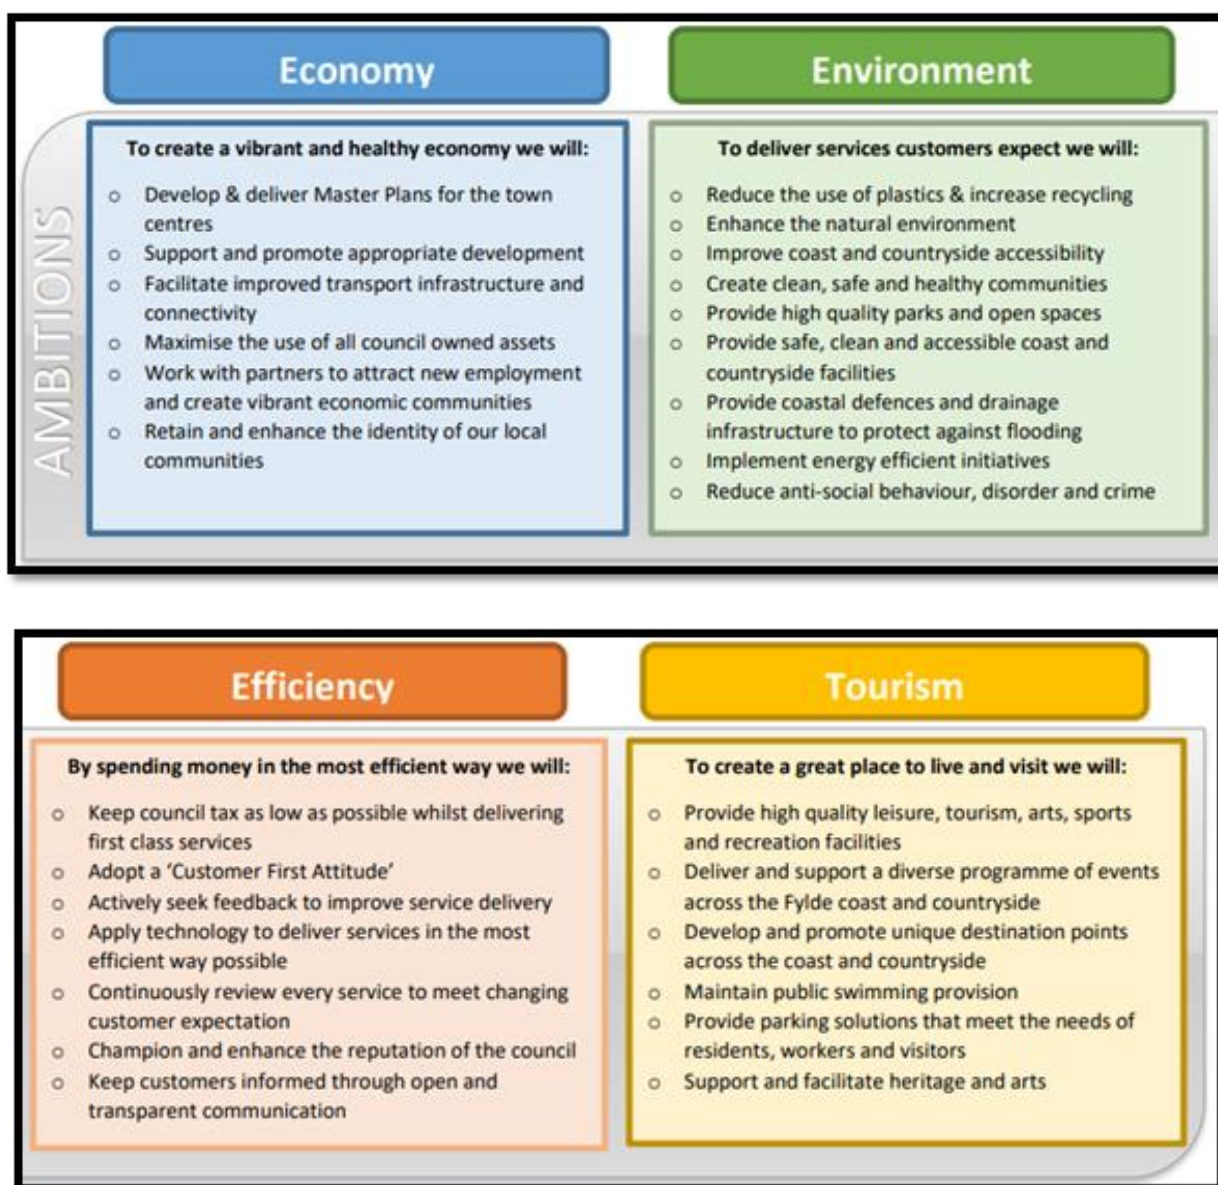 Economy
To create a vibrant and healthy economy we will:
o Develop & deliver Master Plans for the town
centres
o Support and promote appropriate development
o Facilitate improved transport infrastructure and
connectivity
o Maximise the use of all council owned assets
o Work with partners to attract new employment
and create vibrant economic communities
o Retain and enhance the identity of our local
communities
Environment
To deliver services customers expect we will:
o Reduce the use of plastics & increase recycling
o Enhance the natural environment
o Improve coast and countryside accessibility
o Create clean, safe and healthy communities
o Provide high quality parks and open spaces
o Provide safe, clean and accessible coast and
countryside facilities
o Provide coastal defences and drainage
infrastructure to protect against flooding
o Implement energy efficient initiatives
o Reduce anti-social behaviour, disorder and crime
AMBITIONS
Efficiency
By spending money in the most efficient way we will:
o Keep council tax as low as possible whilst delivering
first class services
o Adopt a ‘Customer First Attitude’
o Actively seek feedback to improve service delivery
o Apply technology to deliver services in the most
efficient way possible
o Continuously review every service to meet changing
customer expectation
o Champion and enhance the reputation of the council
o Keep customers informed through open and
transparent communication
Tourism
To create a great place to live and visit we will:
o Provide high quality leisure, tourism, arts, sports
and recreation facilities
o Deliver and support a diverse programme of events
across the Fylde coast and countryside
o Develop and promote unique destination points
across the coast and countryside
o Maintain public swimming provision
o Provide parking solutions that meet the needs of
residents, workers and visitors
o Support and facilitate heritage and arts